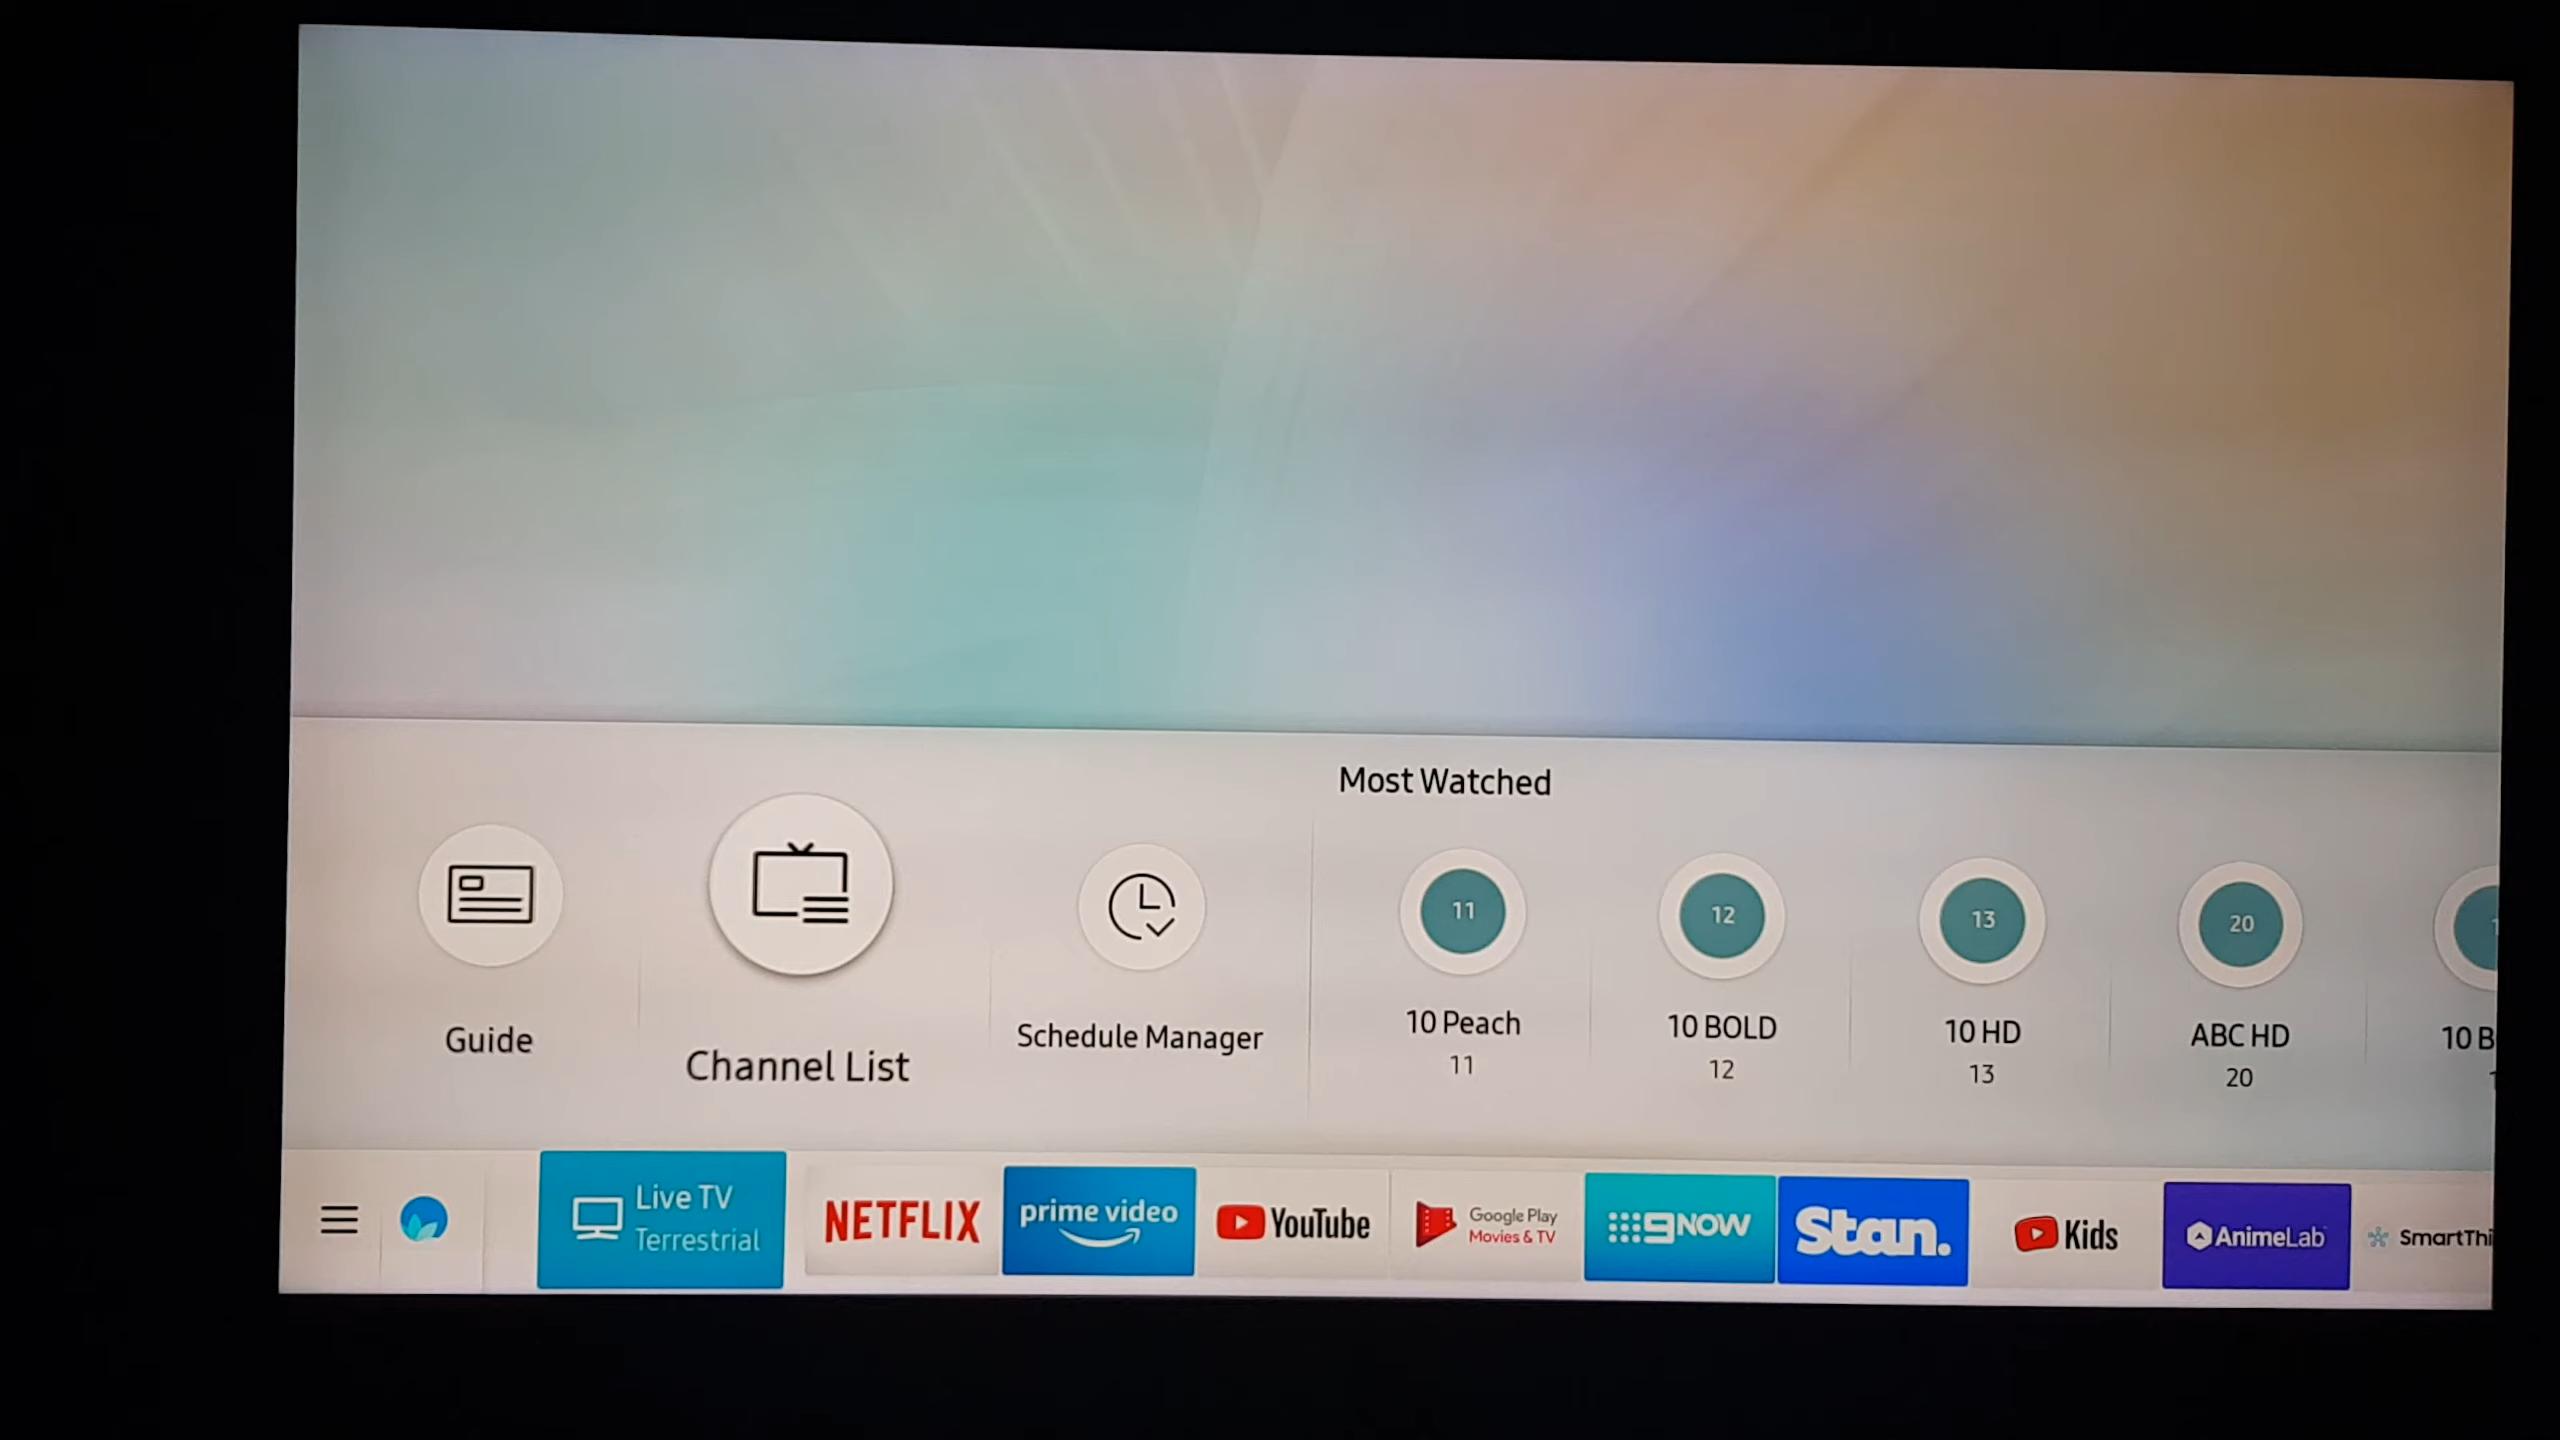 Most Watched
11
12
13
20
Guide
Channel List
Schedule Manager
10 Peach
11
10 BOLD
12
10 HD
13
ABC HD
20
10 B
Live TV
Terrestrial
NETFLIX
prime video
YouTube
Google Play
Movies & TV
9NOW
Stan.
Kids
AnimeLab
SmartThi